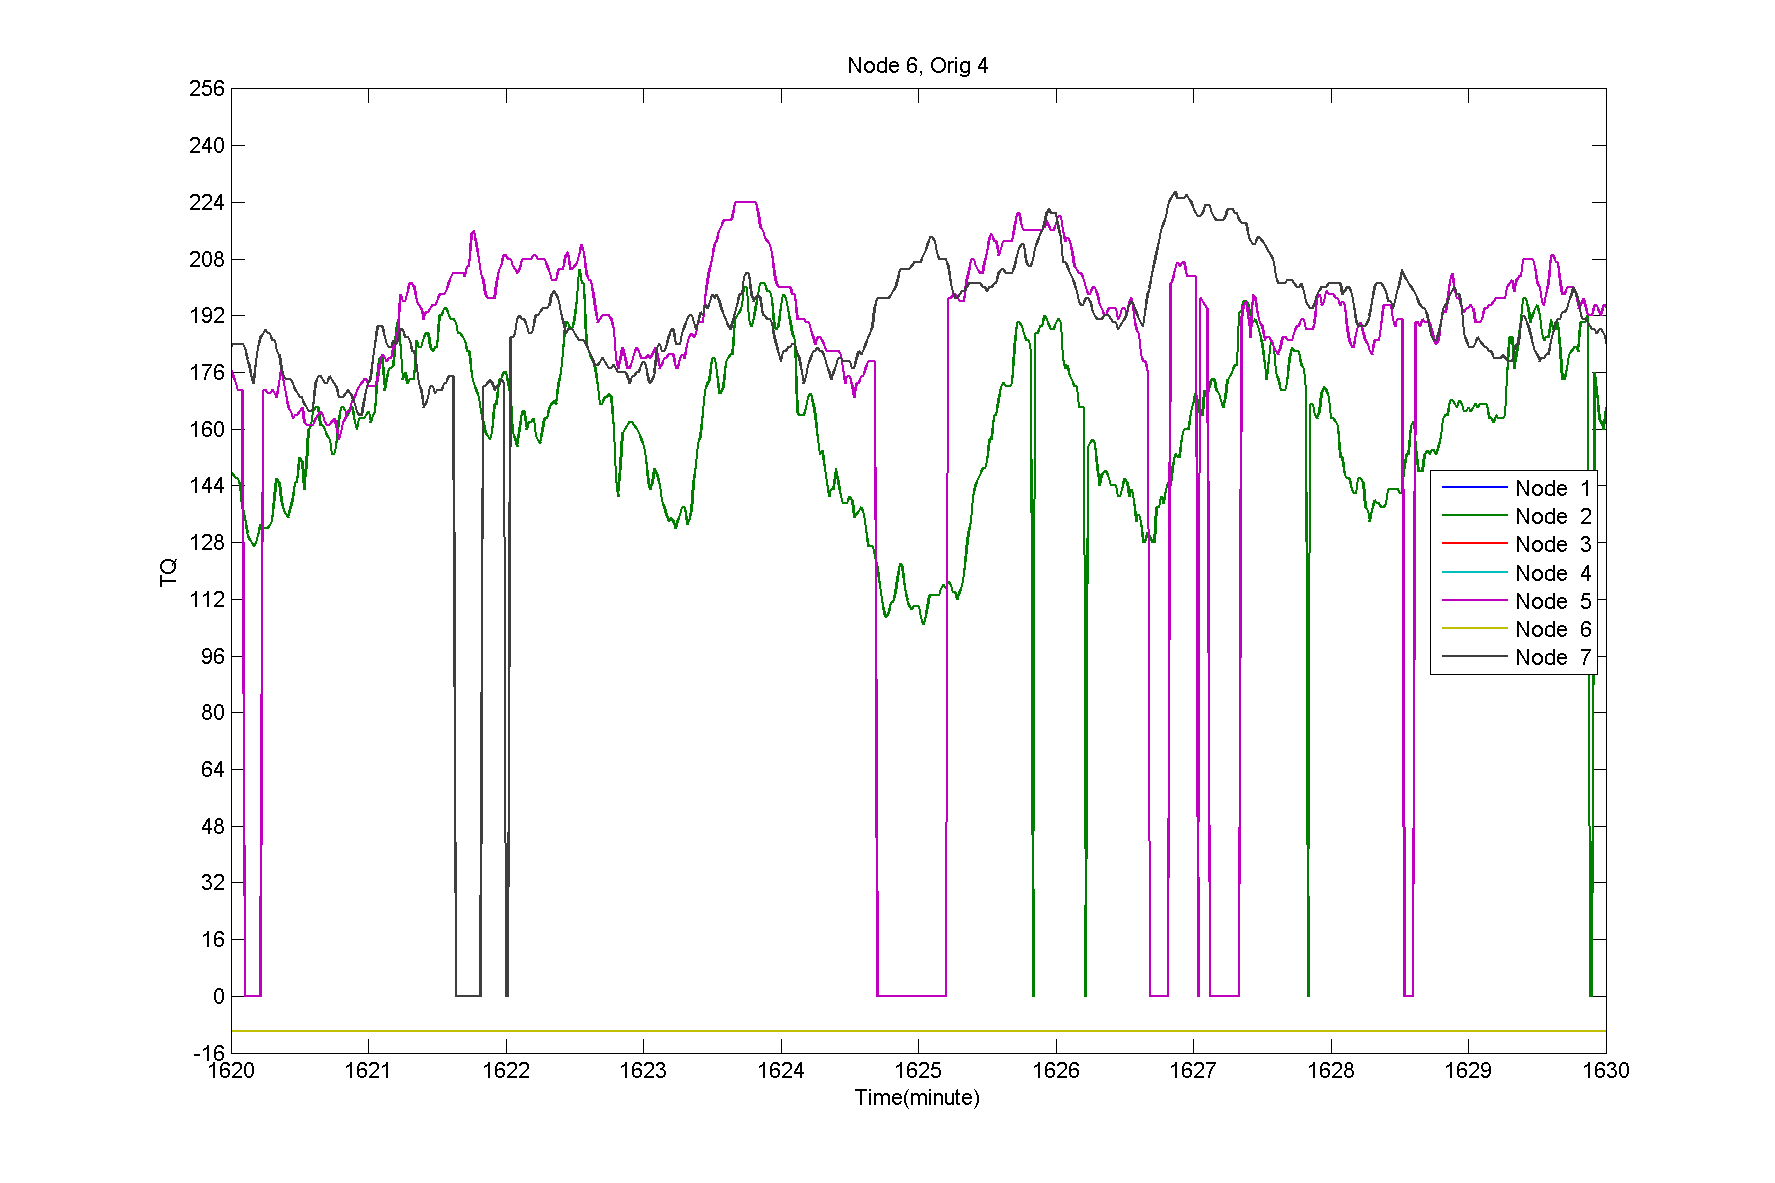 Node 6, Orig 4
256
240
224
208
192
176
160
144
128
112
96
80
64
48
32
16
0
-16
TQ
Node 1
Node 2
Node 3
Node 4
Node 5
Node 6
Node 7
1620 1621 1622 1623 1624 1625 1626 1627 1628 1629 1630
Time(minute)